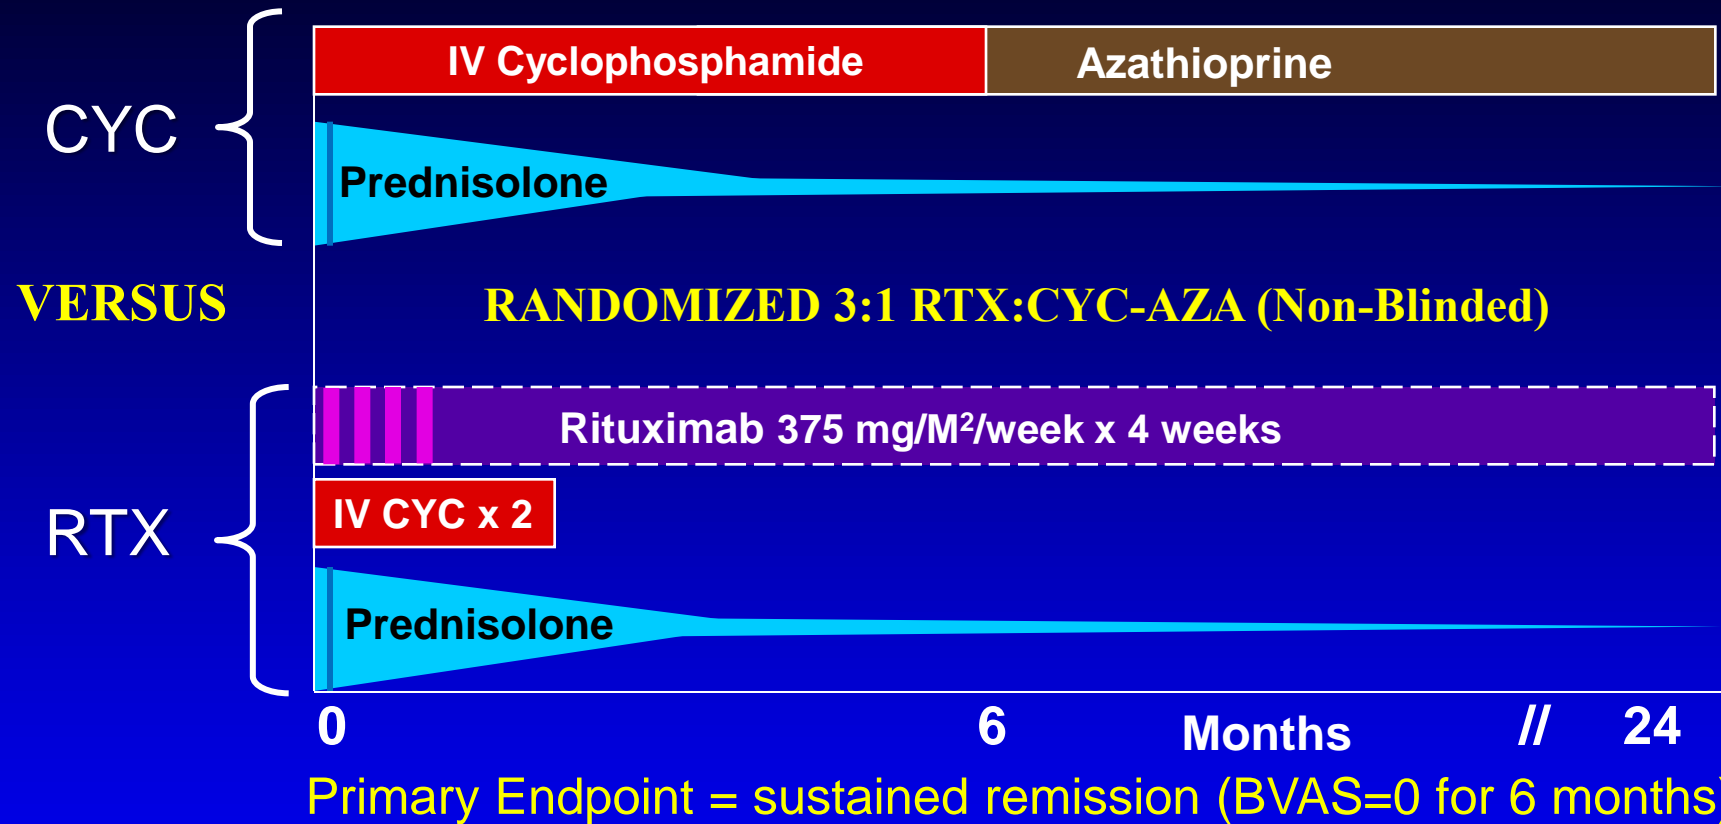 IV Cyclophosphamide
Azathioprine
CYC
Prednisolone
VERSUS
RANDOMIZED 3:1 RTX:CYC-AZA (Non-Blinded)
Rituximab 375 mg/M²/week x 4 weeks
IV CYC x 2
RTX
Prednisolone
0
6
Months
//
24
Primary Endpoint = sustained remission (BVAS=0 for 6 months)